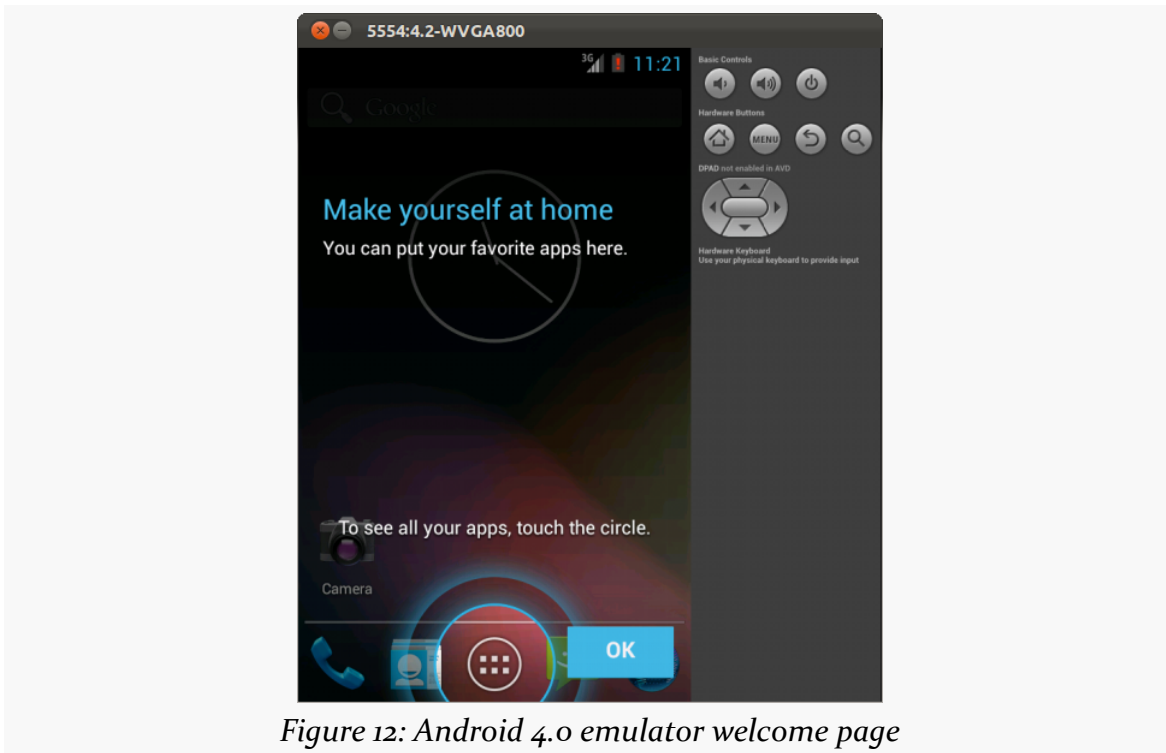 5554:4.2-WVGA800
3G 11:21
Google
Make yourself at home
You can put your favorite apps here.
To see all your apps, touch the circle.
Camera
OK
Basic Controls
Hardware Buttons
MENU
DPAD not enabled in AVD
Hardware Keyboard
Use your physical keyboard to provide input
Figure 12: Android 4.0 emulator welcome page